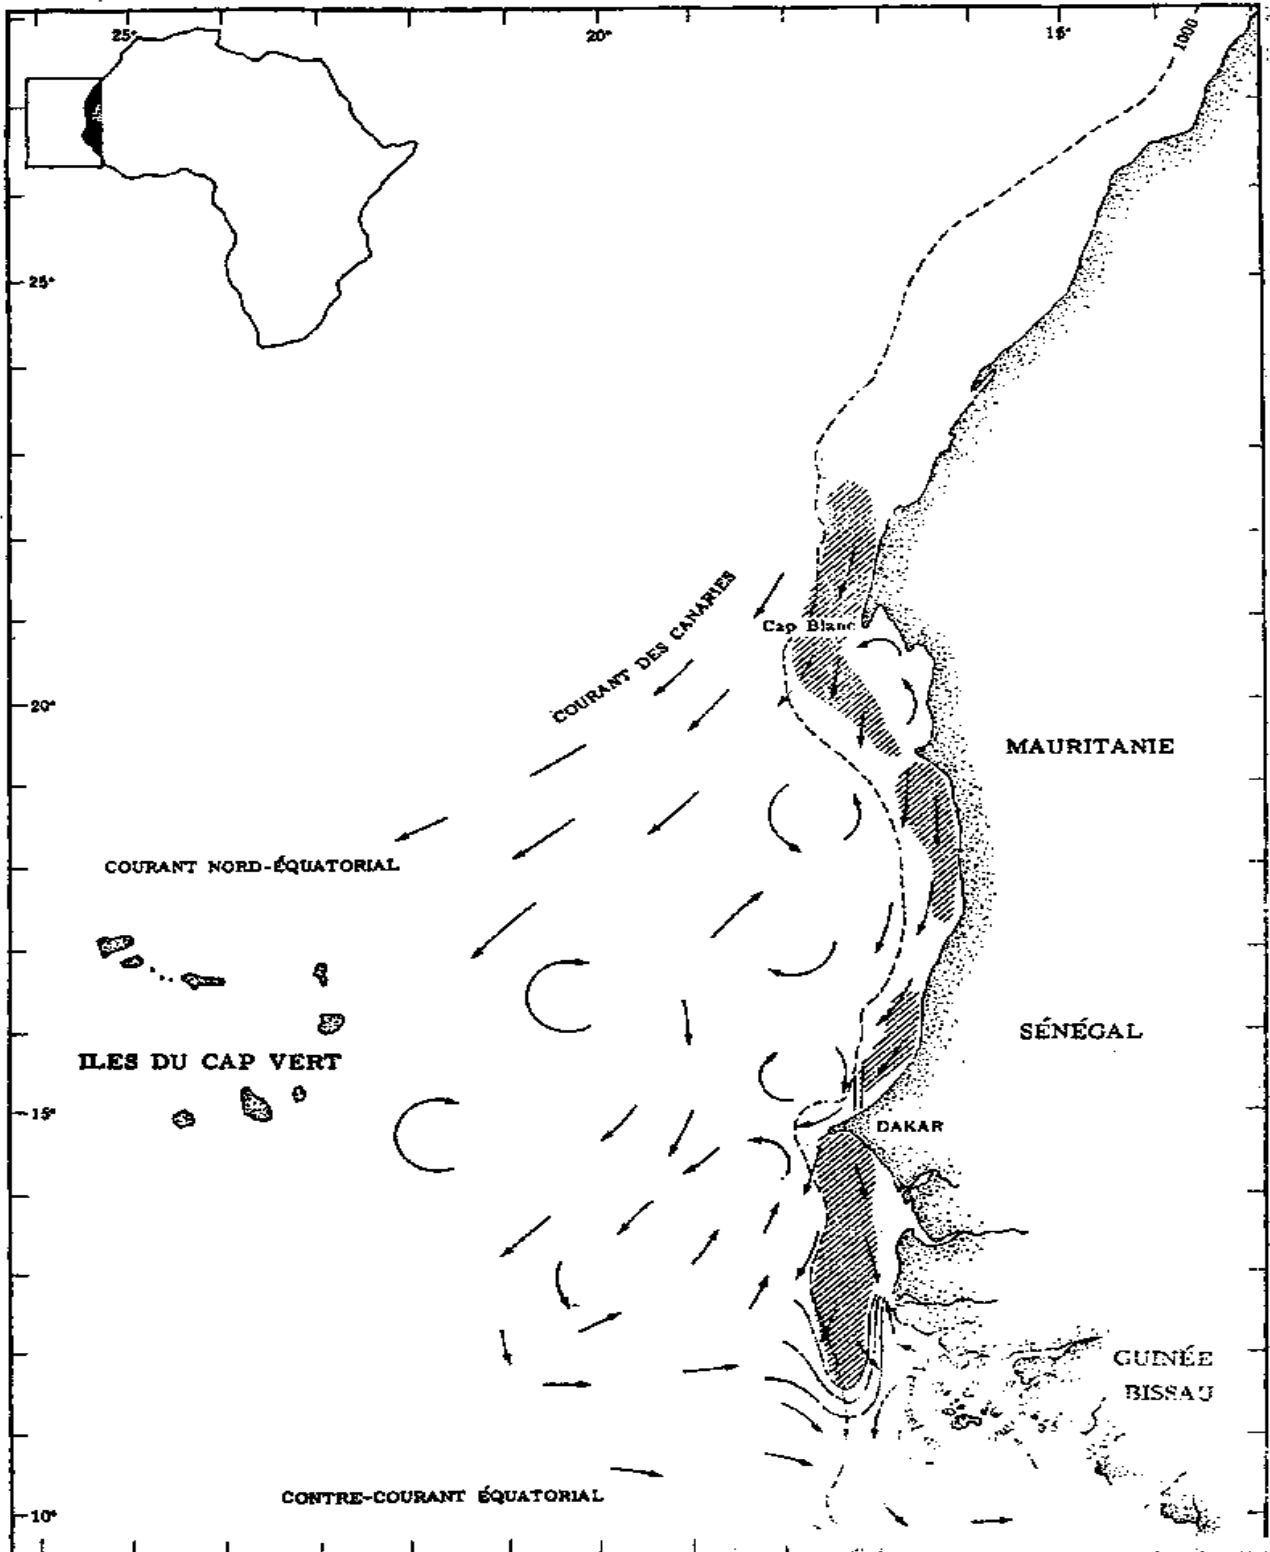 25°
20°
15°
1000
25°
COURANT DES CANARIES
Cap Blanc
20°
MAURITANIE
COURANT NORD-ÉQUATORIAL
SÉNÉGAL
ILES DU CAP VERT
15°
DAKAR
GUINÉE
BISSAU
CONTRE-COURANT ÉQUATORIAL
10°